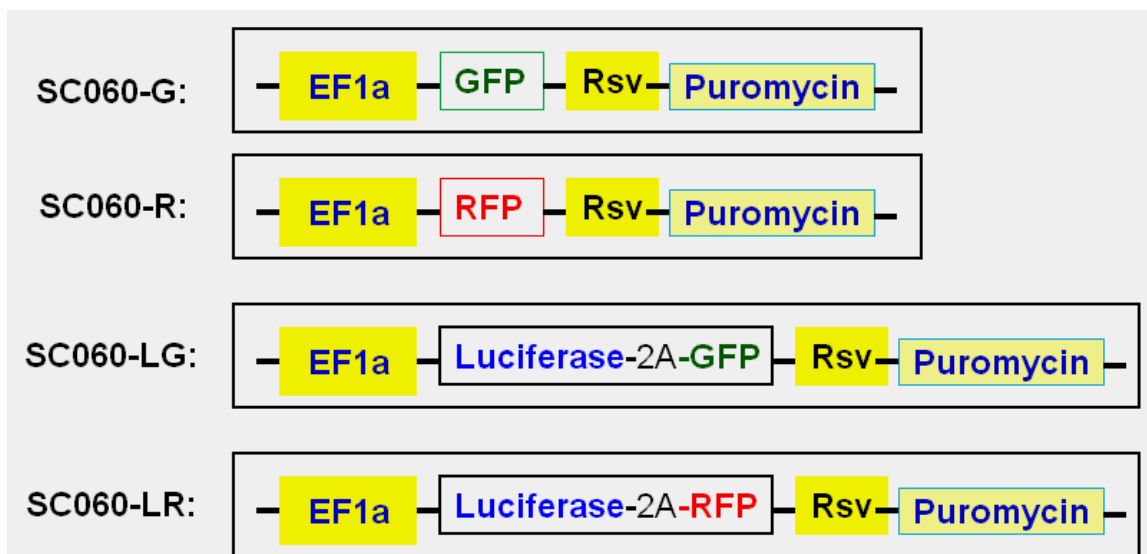 SC060-G: EF1a GFP Rsv Puromycin
SC060-R: EF1a RFP Rsv Puromycin
SC060-LG: EF1a Luciferase-2A-GFP Rsv Puromycin
SC060-LR: EF1a Luciferase-2A-RFP Rsv Puromycin